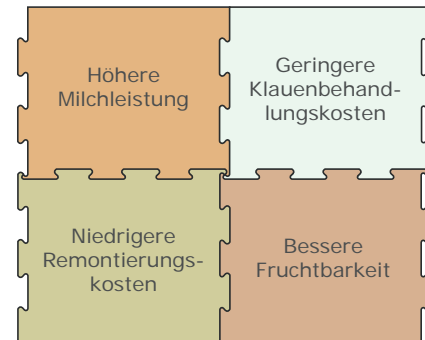 Höhere
Milchleistung
Geringere
Klauenbehand-
lungskosten
Niedrigere
Remontierungs-
kosten
Bessere
Fruchtbarkeit